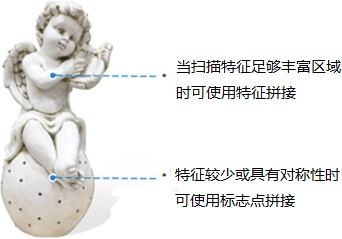 当扫描特征足够丰富区域
时可使用特征拼接
特征较少或具有对称性时
可使用标志点拼接